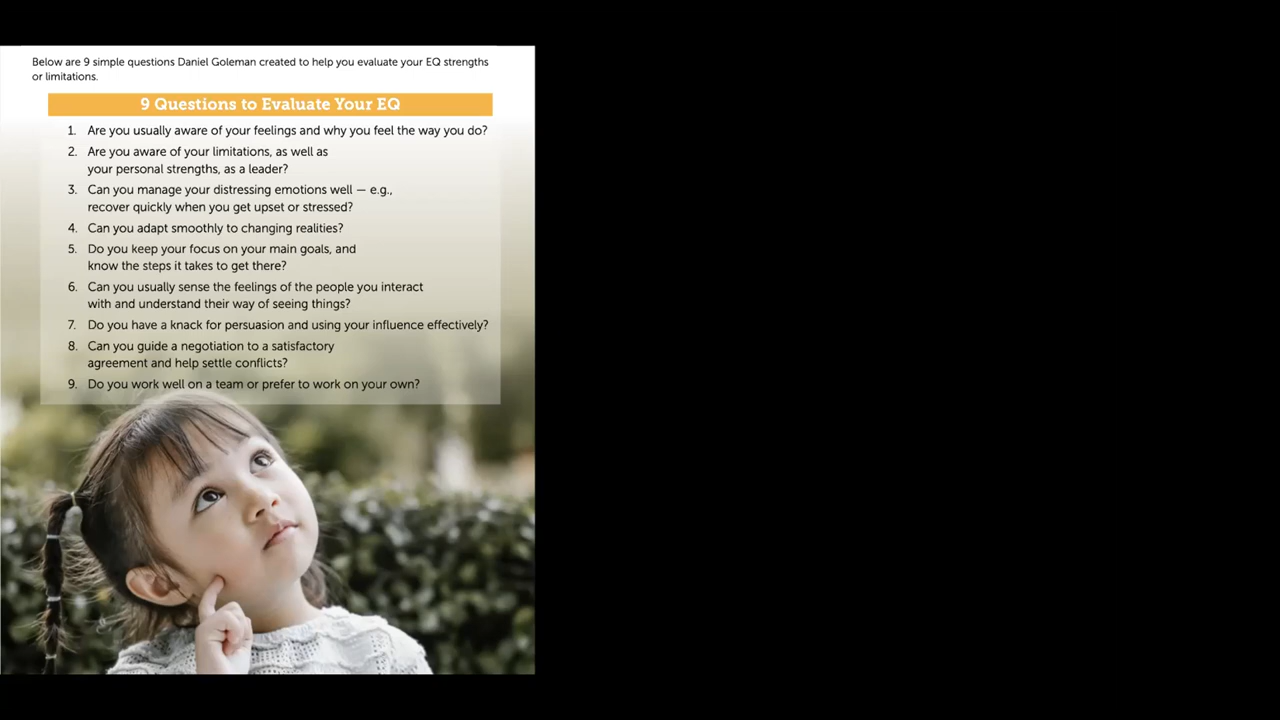 Below are 9 simple questions Daniel Goleman created to help you evaluate your EQ strengths
or limitations.
9 Questions to Evaluate Your EQ
1. Are you usually aware of your feelings and why you feel the way you do?
2. Are you aware of your limitations, as well as
your personal strengths, as a leader?
3. Can you manage your distressing emotions well — e.g.,
recover quickly when you get upset or stressed?
4. Can you adapt smoothly to changing realities?
5. Do you keep your focus on your main goals, and
know the steps it takes to get there?
6. Can you usually sense the feelings of the people you interact
with and understand their way of seeing things?
7. Do you have a knack for persuasion and using your influence effectively?
8. Can you guide a negotiation to a satisfactory
agreement and help settle conflicts?
9. Do you work well on a team or prefer to work on your own?